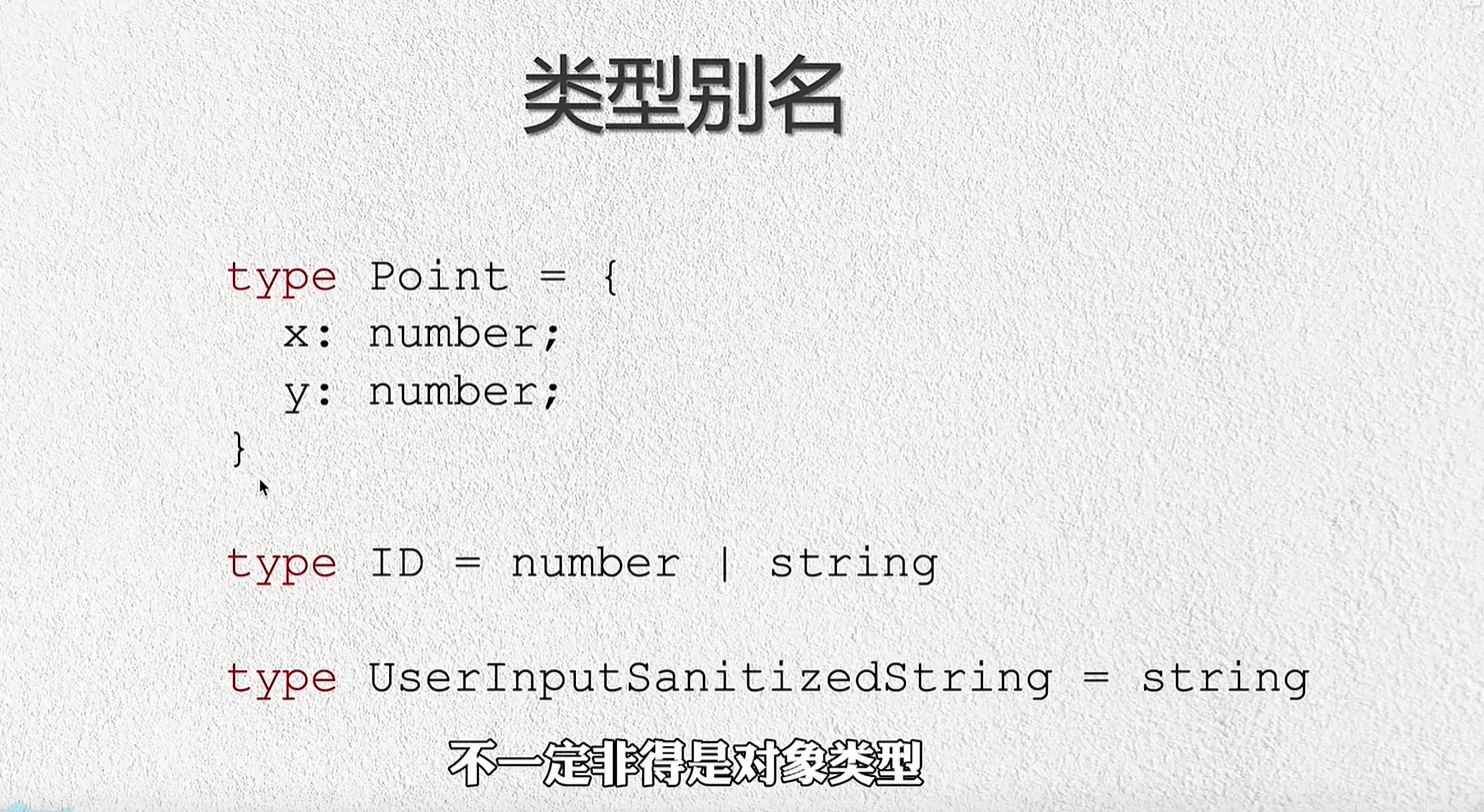 类型别名
type Point = {
x: number;
y: number;
}
type ID = number | string
type UserInputSanitizedString = string
不一定非得是对象类型